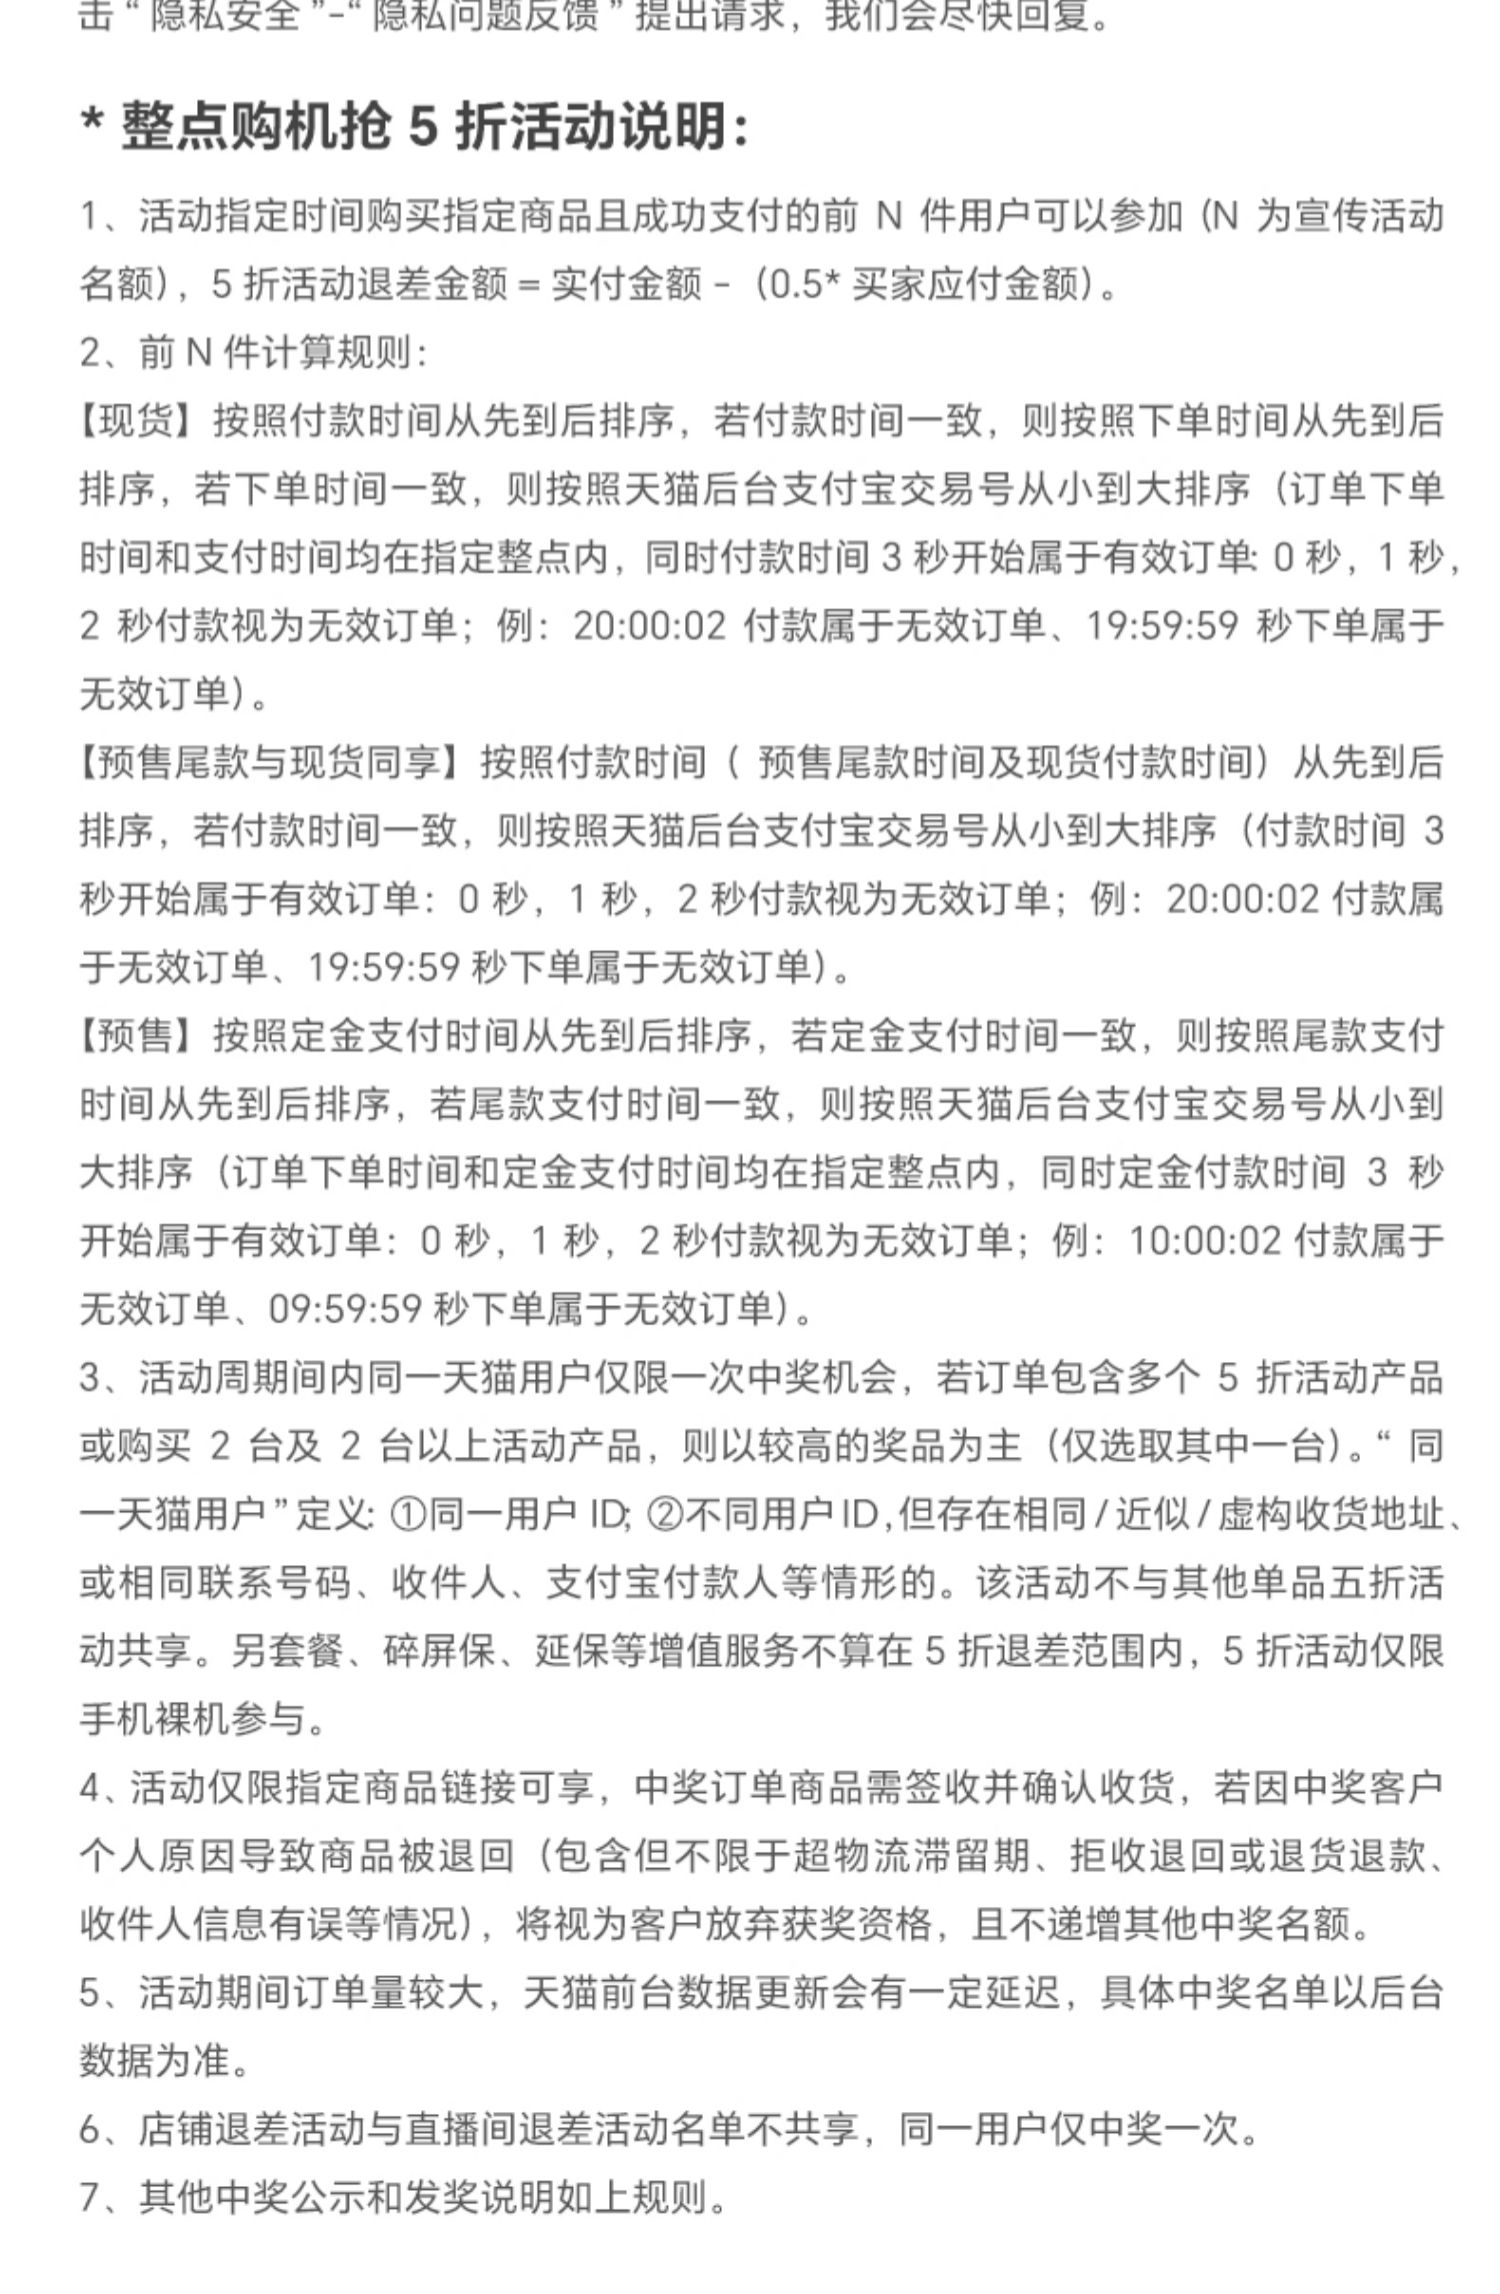 击“ 隐私安全 ”-“ 隐私问题反馈 ” 提出请求，我们会尽快回复。
* 整点购机抢 5 折活动说明：
1、活动指定时间购买指定商品且成功支付的前 N 件用户可以参加（N 为宣传活动
名额），5 折活动退差金额 = 实付金额 -（0.5* 买家应付金额）。
2、前 N 件计算规则：
【现货】按照付款时间从先到后排序，若付款时间一致，则按照下单时间从先到后
排序，若下单时间一致，则按照天猫后台支付宝交易号从小到大排序（订单下单
时间和支付时间均在指定整点内，同时付款时间 3 秒开始属于有效订单：0 秒，1 秒，
2 秒付款视为无效订单；例：20:00:02 付款属于无效订单、19:59:59 秒下单属于
无效订单）。
【预售尾款与现货同享】按照付款时间（ 预售尾款时间及现货付款时间）从先到后
排序，若付款时间一致，则按照天猫后台支付宝交易号从小到大排序（付款时间 3
秒开始属于有效订单：0 秒，1 秒，2 秒付款视为无效订单；例：20:00:02 付款属
于无效订单、19:59:59 秒下单属于无效订单）。
【预售】按照定金支付时间从先到后排序，若定金支付时间一致，则按照尾款支付
时间从先到后排序，若尾款支付时间一致，则按照天猫后台支付宝交易号从小到
大排序（订单下单时间和定金支付时间均在指定整点内，同时定金付款时间 3 秒
开始属于有效订单：0 秒，1 秒，2 秒付款视为无效订单；例：10:00:02 付款属于
无效订单、09:59:59 秒下单属于无效订单）。
3、活动周期间内同一天猫用户仅限一次中奖机会，若订单包含多个 5 折活动产品
或购买 2 台及 2 台以上活动产品，则以较高的奖品为主（仅选取其中一台）。“ 同
一天猫用户 ” 定义：①同一用户 ID；②不同用户 ID，但存在相同 / 近似 / 虚构收货地址、
或相同联系号码、收件人、支付宝付款人等情形的。该活动不与其他单品五折活
动共享。另套餐、碎屏保、延保等增值服务不算在 5 折退差范围内，5 折活动仅限
手机裸机参与。
4、活动仅限指定商品链接可享，中奖订单商品需签收并确认收货，若因中奖客户
个人原因导致商品被退回（包含但不限于超物流滞留期、拒收退回或退货退款、
收件人信息有误等情况），将视为客户放弃获奖资格，且不递增其他中奖名额。
5、活动期间订单量较大，天猫前台数据更新会有一定延迟，具体中奖名单以后台
数据为准。
6、店铺退差活动与直播间退差活动名单不共享，同一用户仅中奖一次。
7、其他中奖公示和发奖说明如上规则。